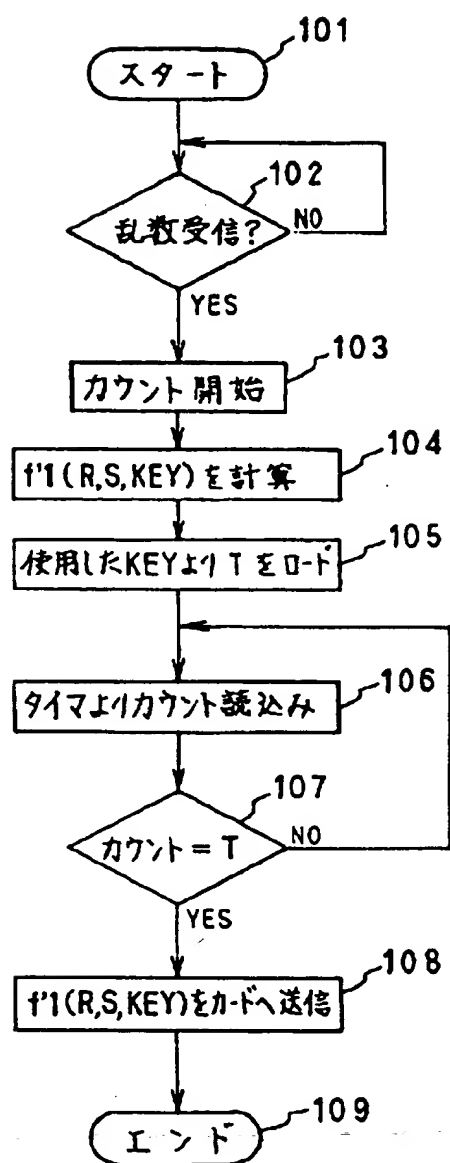 101
スタート
102
乱数受信?
NO
YES
103
カウント開始
104
f'1(R,S,KEY)を計算
105
使用したKEYよりTをロード
106
タイマよりカウント読込み
107
カウント=T
NO
YES
108
f'1(R,S,KEY)をカードへ送信
109
エンド